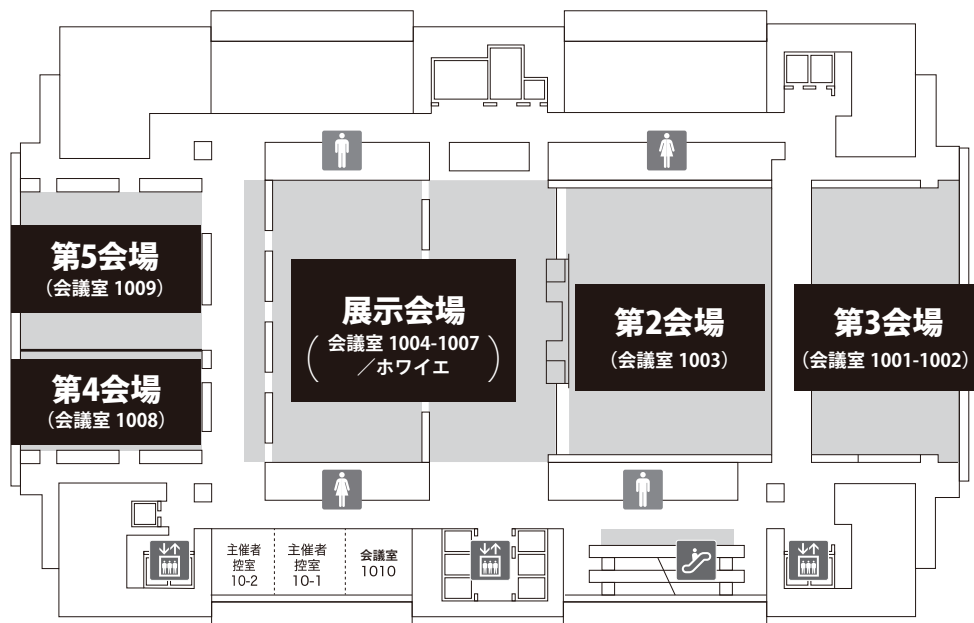 第5会場
（会議室 1009）
第4会場
（会議室 1008）
展示会場
（会議室 1004-1007
／ホワイエ）
第2会場
（会議室 1003）
第3会場
（会議室 1001-1002）
主催者
控室
10-2
主催者
控室
10-1
会議室
1010